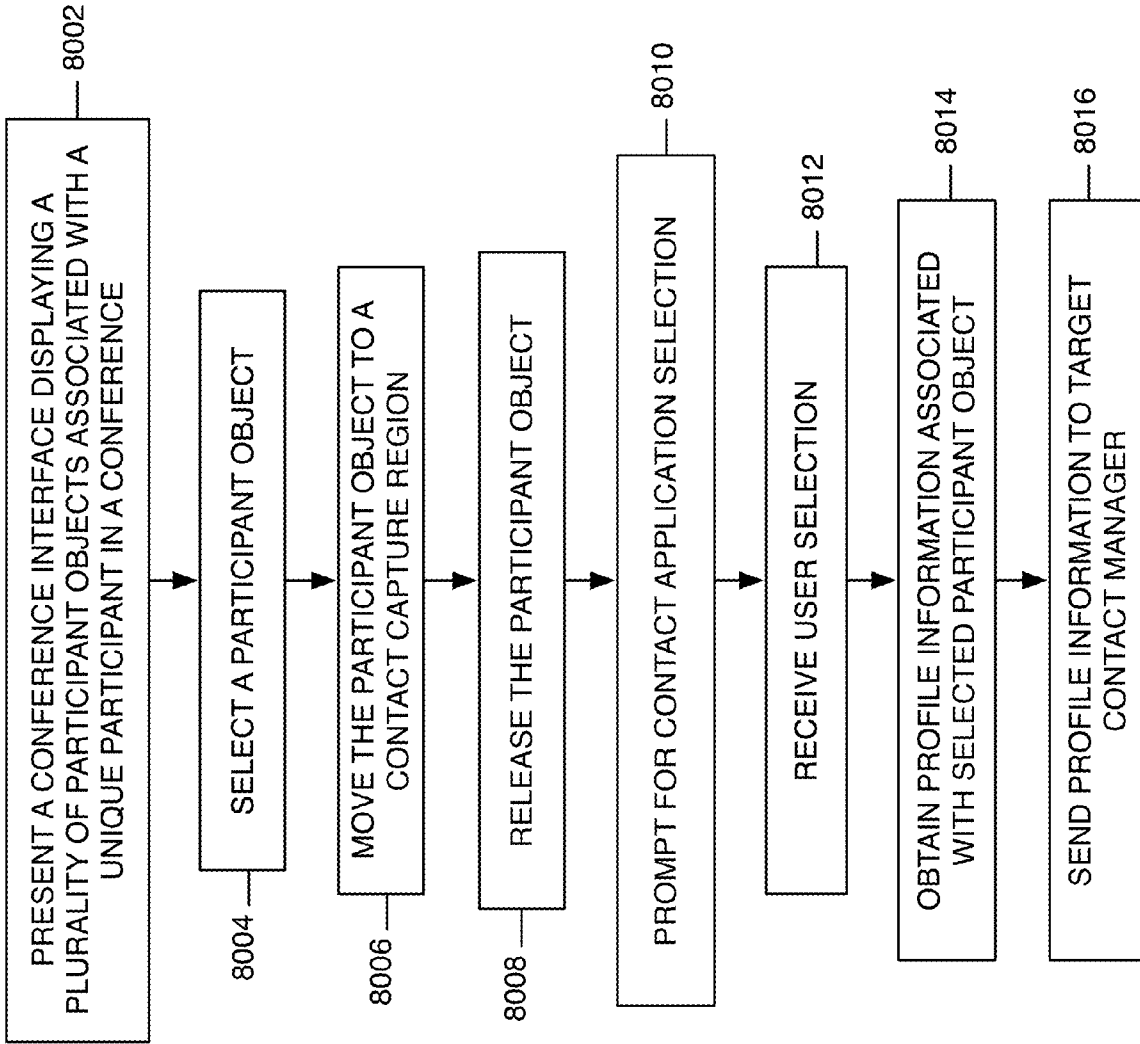 PRESENT A CONFERENCE INTERFACE DISPLAYING A
PLURALITY OF PARTICIPANT OBJECTS ASSOCIATED WITH A
UNIQUE PARTICIPANT IN A CONFERENCE
8002
SELECT A PARTICIPANT OBJECT
8004
MOVE THE PARTICIPANT OBJECT TO A
CONTACT CAPTURE REGION
8006
RELEASE THE PARTICIPANT OBJECT
8008
PROMPT FOR CONTACT APPLICATION SELECTION
8010
RECEIVE USER SELECTION
8012
OBTAIN PROFILE INFORMATION ASSOCIATED
WITH SELECTED PARTICIPANT OBJECT
8014
SEND PROFILE INFORMATION TO TARGET
CONTACT MANAGER
8016